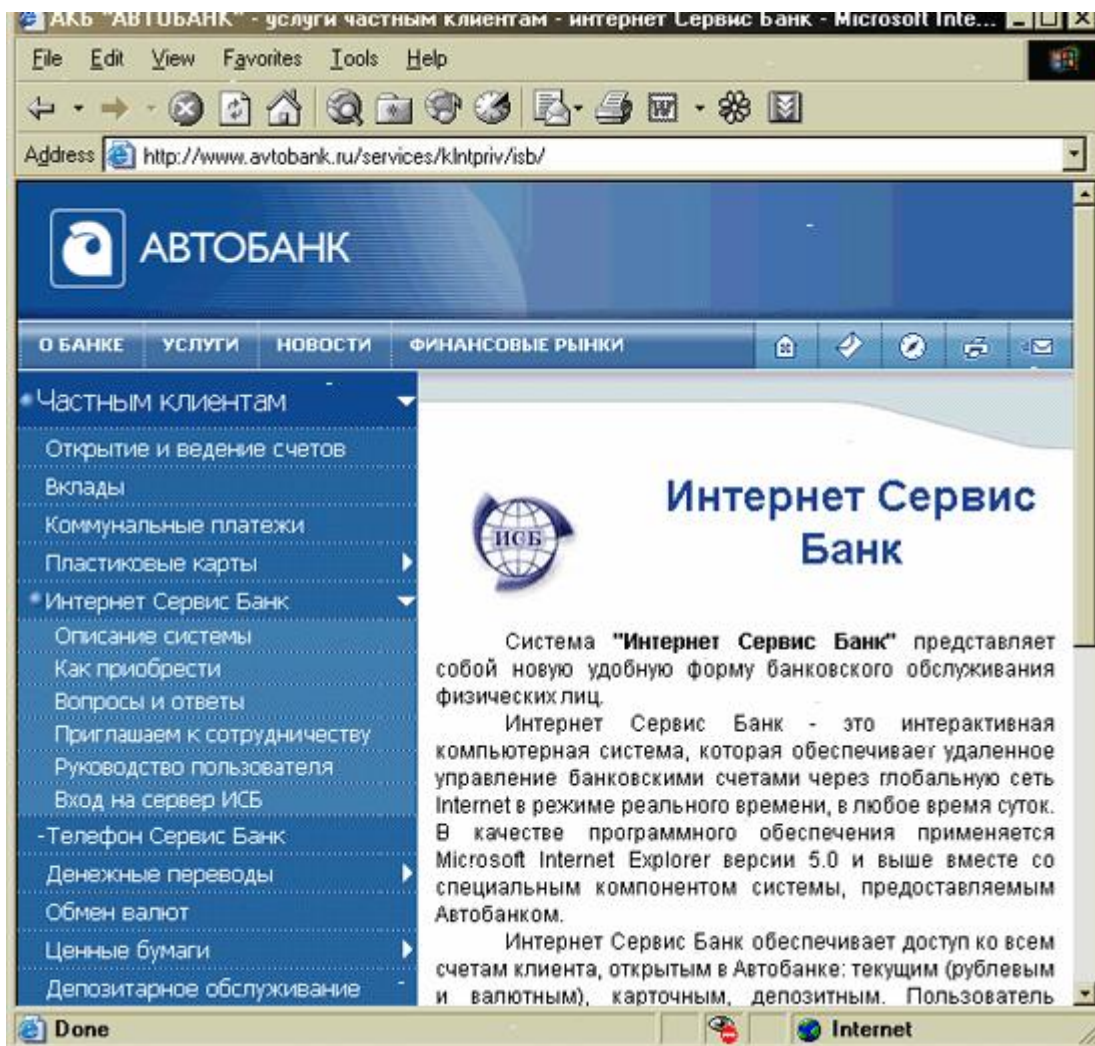 АКБ "АВТОБАНК" - услуги частным клиентам - интернет Сервис Банк - Microsoft Inte...
File Edit View Favorites Tools Help
Address http://www.avtobank.ru/services/klntpriv/isb/
АВТОБАНК
О БАНКЕ УСЛУГИ НОВОСТИ ФИНАНСОВЫЕ РЫНКИ
Частным клиентам
Открытие и ведение счетов
Вклады
Коммунальные платежи
Пластиковые карты
Интернет Сервис Банк
Описание системы
Как приобрести
Вопросы и ответы
Приглашаем к сотрудничеству
Руководство пользователя
Вход на сервер ИСБ
-Телефон Сервис Банк
Денежные переводы
Обмен валют
Ценные бумаги
Депозитарное обслуживание
ИСБ
Интернет Сервис
Банк
Система "Интернет Сервис Банк" представляет
собой новую удобную форму банковского обслуживания
физических лиц.
Интернет Сервис Банк - это интерактивная
компьютерная система, которая обеспечивает удаленное
управление банковскими счетами через глобальную сеть
Internet в режиме реального времени, в любое время суток.
В качестве программного обеспечения применяется
Microsoft Internet Explorer версии 5.0 и выше вместе со
специальным компонентом системы, предоставляемым
Автобанком.
Интернет Сервис Банк обеспечивает доступ ко всем
счетам клиента, открытым в Автобанке: текущим (рублевым
и валютным), карточным, депозитным. Пользователь
Done Internet